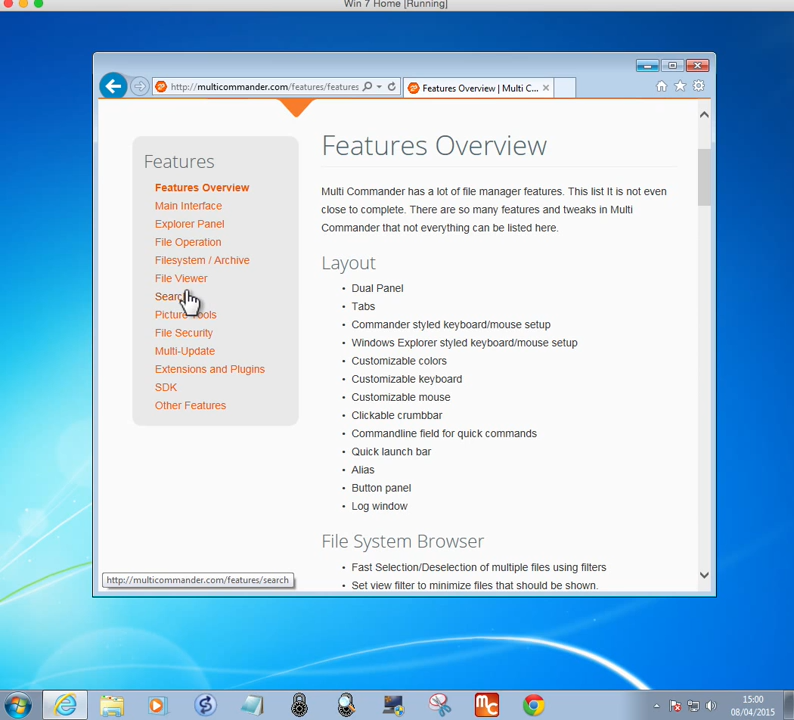 Win 7 Home [Running]
http://multicommander.com/features/features
Features Overview | Multi C...
Features
Features Overview
Main Interface
Explorer Panel
File Operation
Filesystem / Archive
File Viewer
Search
Picture Tools
File Security
Multi-Update
Extensions and Plugins
SDK
Other Features
Features Overview
Multi Commander has a lot of file manager features. This list It is not even
close to complete. There are so many features and tweaks in Multi
Commander that not everything can be listed here.
Layout
• Dual Panel
• Tabs
• Commander styled keyboard/mouse setup
• Windows Explorer styled keyboard/mouse setup
• Customizable colors
• Customizable keyboard
• Customizable mouse
• Clickable crumbbar
• Commandline field for quick commands
• Quick launch bar
• Alias
• Button panel
• Log window
File System Browser
• Fast Selection/Deselection of multiple files using filters
• Set view filter to minimize files that should be shown.
http://multicommander.com/features/search
mc
15:00
08/04/2015